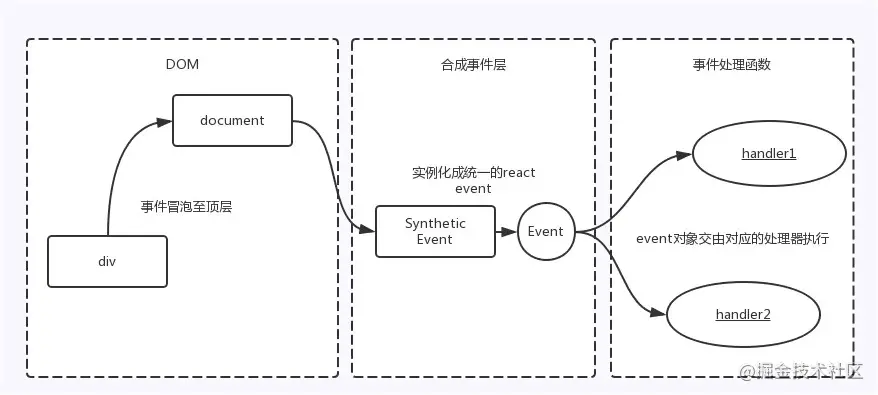 DOM
合成事件层
事件处理函数
document
handler1
实例化成统一的react
event
事件冒泡至顶层
Synthetic
Event
Event
event对象交由对应的处理器执行
div
handler2
@掘金技术社区